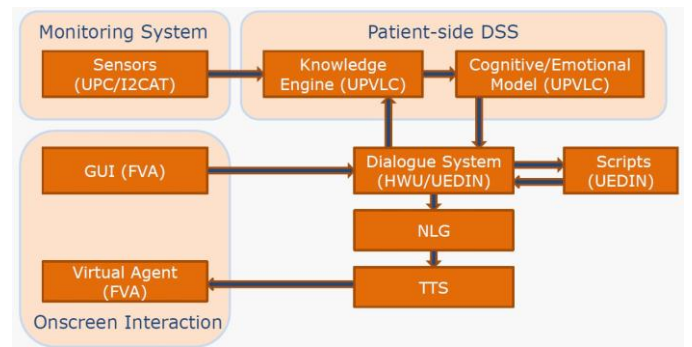 Monitoring System
Patient-side DSS
Sensors
(UPC/I2CAT)
Knowledge
Engine (UPVLC)
Cognitive/Emotional
Model (UPVLC)
GUI (FVA)
Dialogue System
(HWU/UEDIN)
Scripts
(UEDIN)
NLG
Virtual Agent
(FVA)
TTS
Onscreen Interaction